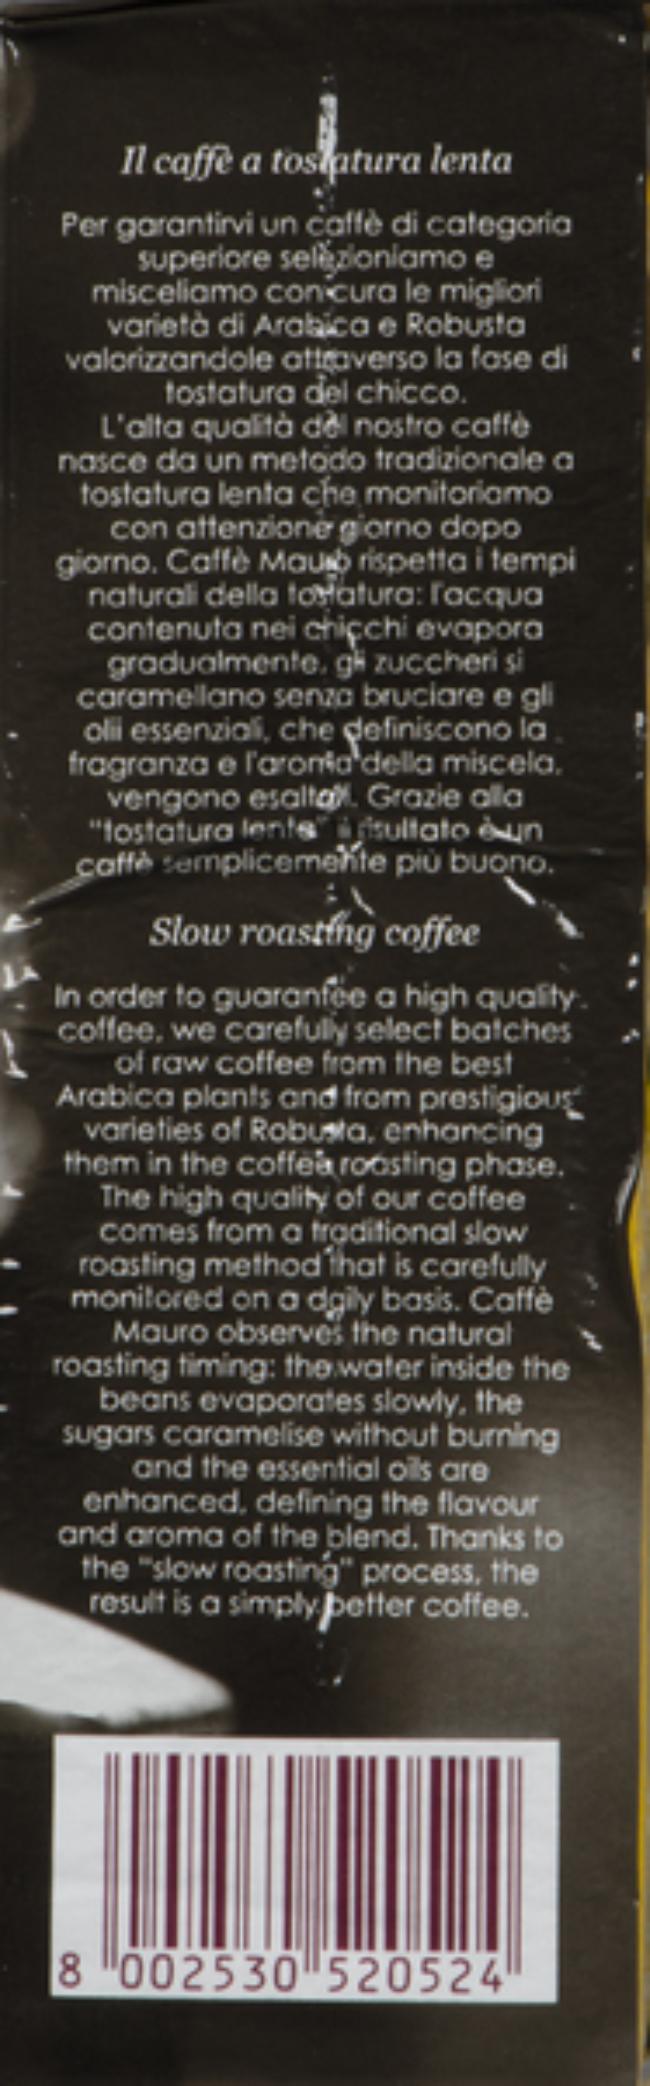 Il caffè a tostatura lenta
Per garantirvi un caffè di categoria
superiore selezioniamo e
misceliamo con cura le migliori
varietà di Arabica e Robusta
valorizzandole attraverso la fase di
tostatura del chicco.
L'alta qualità del nostro caffè
nasce da un metodo tradizionale a
tostatura lenta che monitoriamo
con attenzione giorno dopo
giorno. Caffè Mauro rispetta i tempi
naturali della tostatura: l'acqua
contenuta nei chicchi evapora
gradualmente, gli zuccheri si
caramellano senza bruciare e gli
olii essenziali, che definiscono la
fragranza e l'aroma della miscela,
vengono esaltati. Grazie alla
"tostatura lenta" il risultato è un
caffè semplicemente più buono.
Slow roasting coffee
In order to guarantee a high quality
coffee, we carefully select batches
of raw coffee from the best
Arabica plants and from prestigious
varieties of Robusta, enhancing
them in the coffee roasting phase.
The high quality of our coffee
comes from a traditional slow
roasting method that is carefully
monitored on a daily basis. Caffè
Mauro observes the natural
roasting timing: the water inside the
beans evaporates slowly, the
sugars caramelise without burning
and the essential oils are
enhanced, defining the flavour
and aroma of the blend. Thanks to
the "slow roasting" process, the
result is a simply better coffee.
8 002530 520524